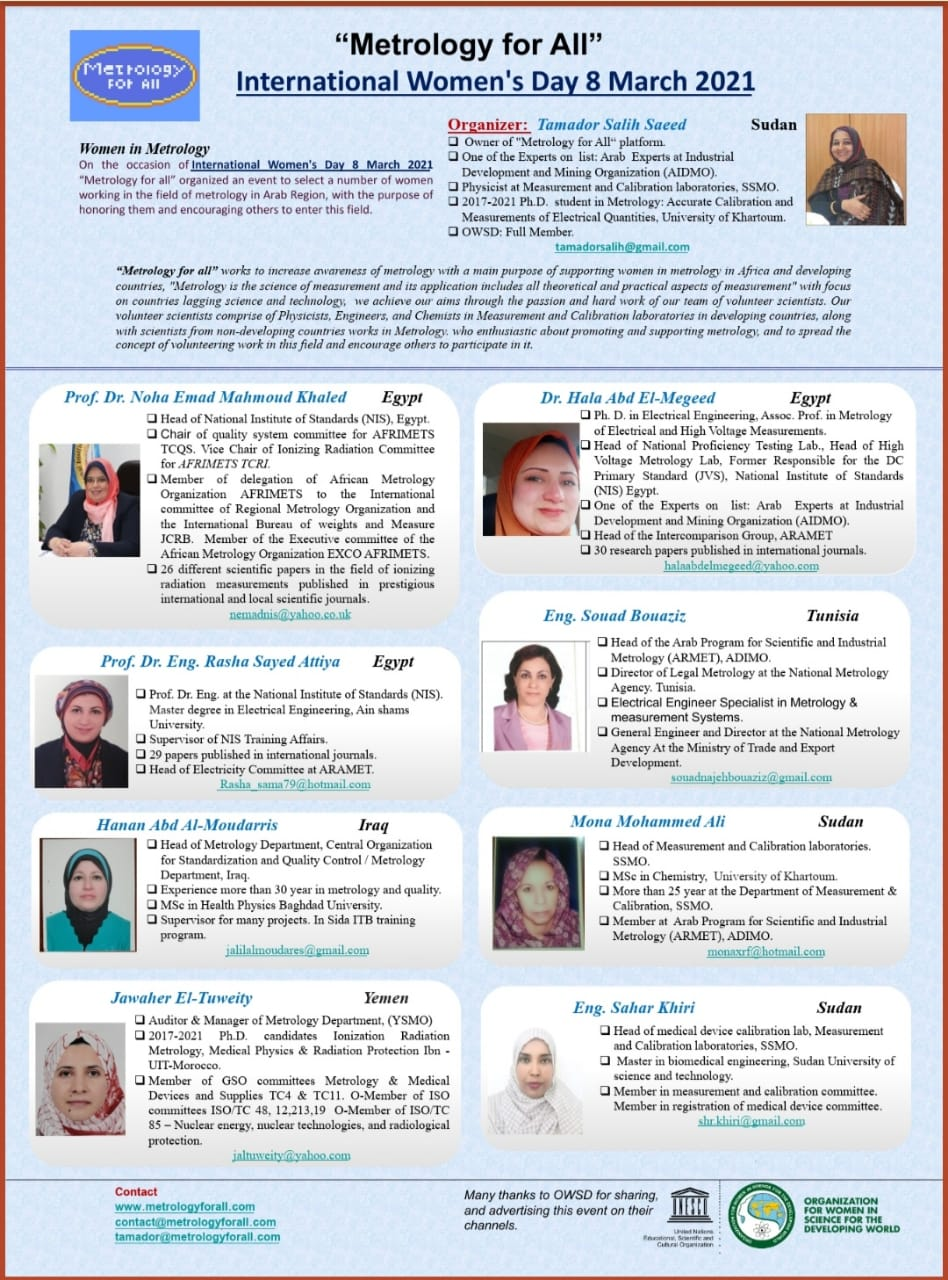 Metrology
for All
“Metrology for All”
International Women's Day 8 March 2021
Women in Metrology
On the occasion of International Women's Day 8 March 2021
“Metrology for all” organized an event to select a number of women
working in the field of metrology in Arab Region, with the purpose of
honoring them and encouraging others to enter this field.
Organizer: Tamador Salih Saeed Sudan
❑ Owner of "Metrology for All“ platform.
❑ One of the Experts on list: Arab Experts at Industrial
Development and Mining Organization (AIDMO).
❑ Physicist at Measurement and Calibration laboratories, SSMO.
❑ 2017-2021 Ph.D. student in Metrology: Accurate Calibration and
Measurements of Electrical Quantities, University of Khartoum.
❑ OWSD: Full Member.
tamadorsalih@gmail.com
“Metrology for all” works to increase awareness of metrology with a main purpose of supporting women in metrology in Africa and developing
countries, "Metrology is the science of measurement and its application includes all theoretical and practical aspects of measurement" with focus
on countries lagging science and technology, we achieve our aims through the passion and hard work of our team of volunteer scientists. Our
volunteer scientists comprise of Physicists, Engineers, and Chemists in Measurement and Calibration laboratories in developing countries, along
with scientists from non-developing countries works in Metrology. who enthusiastic about promoting and supporting metrology, and to spread the
concept of volunteering work in this field and encourage others to participate in it.
Prof. Dr. Noha Emad Mahmoud Khaled Egypt
❑ Head of National Institute of Standards (NIS), Egypt.
❑ Chair of quality system committee for AFRIMETS
TCQS. Vice Chair of Ionizing Radiation Committee
for AFRIMETS TCRI.
❑ Member of delegation of African Metrology
Organization AFRIMETS to the International
committee of Regional Metrology Organization and
the International Bureau of weights and Measure
JCRB. Member of the Executive committee of the
African Metrology Organization EXCO AFRIMETS.
❑ 26 different scientific papers in the field of ionizing
radiation measurements published in prestigious
international and local scientific journals.
nemadnis@yahoo.co.uk
Dr. Hala Abd El-Megeed Egypt
❑ Ph. D. in Electrical Engineering, Assoc. Prof. in Metrology
of Electrical and High Voltage Measurements.
❑ Head of National Proficiency Testing Lab., Head of High
Voltage Metrology Lab, Former Responsible for the DC
Primary Standard (JVS), National Institute of Standards
(NIS) Egypt.
❑ One of the Experts on list: Arab Experts at Industrial
Development and Mining Organization (AIDMO).
❑ Head of the Intercomparison Group, ARAMET
❑ 30 research papers published in international journals.
halaabdelmegeed@yahoo.com
Prof. Dr. Eng. Rasha Sayed Attiya Egypt
❑ Prof. Dr. Eng. at the National Institute of Standards (NIS).
Master degree in Electrical Engineering, Ain shams
University.
❑ Supervisor of NIS Training Affairs.
❑ 29 papers published in international journals.
❑ Head of Electricity Committee at ARAMET.
Rasha_sama79@hotmail.com
Eng. Souad Bouaziz Tunisia
❑ Head of the Arab Program for Scientific and Industrial
Metrology (ARMET), ADIMO.
❑ Director of Legal Metrology at the National Metrology
Agency. Tunisia.
❑ Electrical Engineer Specialist in Metrology &
measurement Systems.
❑ General Engineer and Director at the National Metrology
Agency At the Ministry of Trade and Export
Development.
souadnajehbouaziz@gmail.com
Hanan Abd Al-Moudarris Iraq
❑ Head of Metrology Department, Central Organization
for Standardization and Quality Control / Metrology
Department, Iraq.
❑ Experience more than 30 year in metrology and quality.
❑ MSc in Health Physics Baghdad University.
❑ Supervisor for many projects. In Sida ITB training
program.
jalilalmoudares@gmail.com
Mona Mohammed Ali Sudan
❑ Head of Measurement and Calibration laboratories.
SSMO.
❑ MSc in Chemistry, University of Khartoum.
❑ More than 25 year at the Department of Measurement &
Calibration, SSMO.
❑ Member at Arab Program for Scientific and Industrial
Metrology (ARMET), ADIMO.
monaxrf@hotmail.com
Jawaher El-Tuweity Yemen
❑ Auditor & Manager of Metrology Department, (YSMO)
❑ 2017-2021 Ph.D. candidates Ionization Radiation
Metrology, Medical Physics & Radiation Protection Ibn -
UIT-Morocco.
❑ Member of GSO committees Metrology & Medical
Devices and Supplies TC4 & TC11. O-Member of ISO
committees ISO/TC 48, 12,213,19 O-Member of ISO/TC
85 – Nuclear energy, nuclear technologies, and radiological
protection.
jaltuweity@yahoo.com
Eng. Sahar Khiri Sudan
❑ Head of medical device calibration lab, Measurement
and Calibration laboratories, SSMO.
❑ Master in biomedical engineering, Sudan University of
science and technology.
❑ Member in measurement and calibration committee.
Member in registration of medical device committee.
shr.khiri@gmail.com
Contact
www.metrologyforall.com
contact@metrologyforall.com
tamador@metrologyforall.com
Many thanks to OWSD for sharing,
and advertising this event on their
channels.
UNESCO
United Nations
Educational, Scientific and
Cultural Organization
ORGANIZATION
FOR WOMEN IN
SCIENCE FOR THE
DEVELOPING WORLD